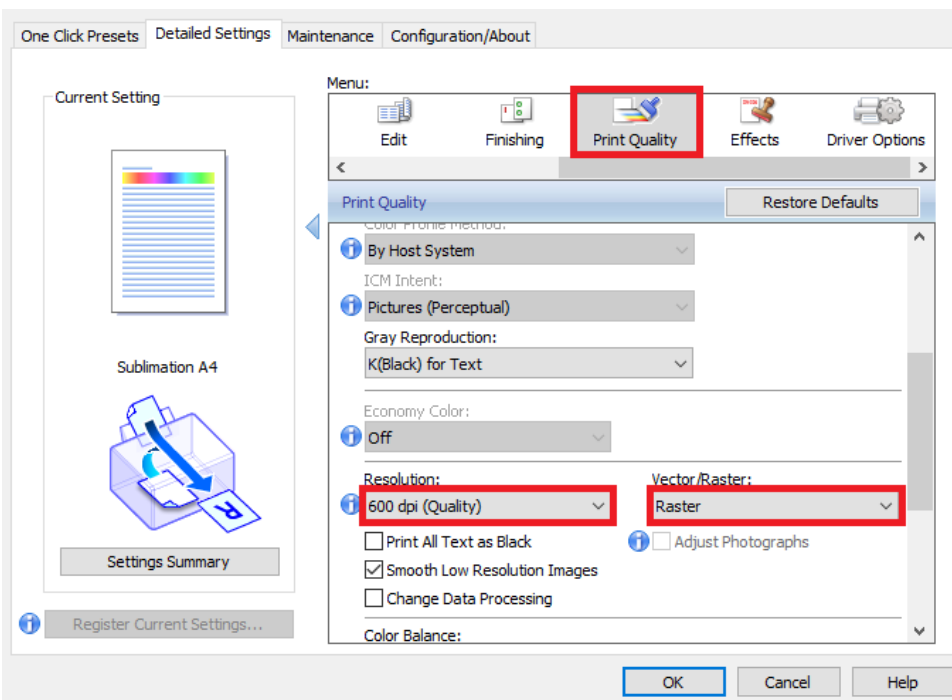 One Click Presets Detailed Settings Maintenance Configuration/About
Menu:
Current Setting
Edit Finishing Print Quality Effects Driver Options
Print Quality Restore Defaults
Color Profile Method:
By Host System
ICM Intent:
Pictures (Perceptual)
Gray Reproduction:
K(Black) for Text
Sublimation A4
Economy Color:
Off
Resolution: Vector/Raster:
600 dpi (Quality) Raster
Print All Text as Black Adjust Photographs
Settings Summary
Smooth Low Resolution Images
Change Data Processing
Register Current Settings...
Color Balance:
OK Cancel Help